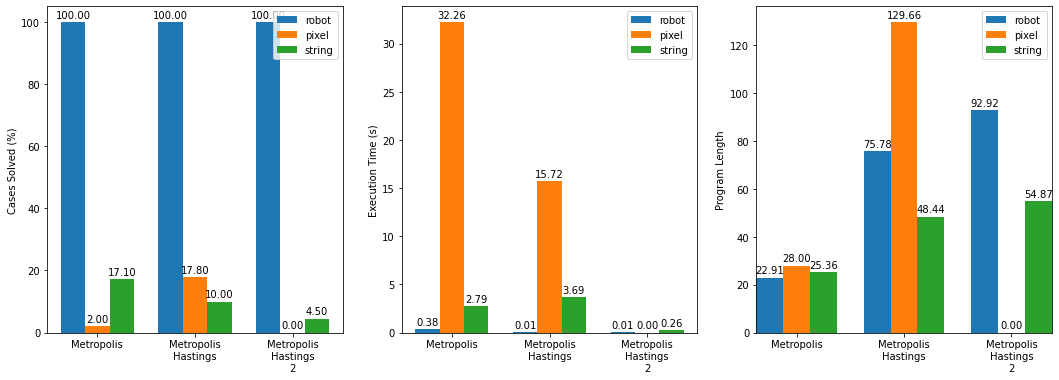 Cases Solved (%)
100
80
60
40
20
0
100.00
2.00
17.10
100.00
17.80
10.00
100.00
0.00
4.50
robot
pixel
string
Metropolis
Metropolis
Hastings
Metropolis
Hastings
2
Execution Time (s)
30
25
20
15
10
5
0
0.38
32.26
2.79
0.01
15.72
3.69
0.01
0.00
0.26
robot
pixel
string
Metropolis
Metropolis
Hastings
Metropolis
Hastings
2
Program Length
120
100
80
60
40
20
0
22.91
28.00
25.36
75.78
129.66
48.44
92.92
0.00
54.87
robot
pixel
string
Metropolis
Metropolis
Hastings
Metropolis
Hastings
2